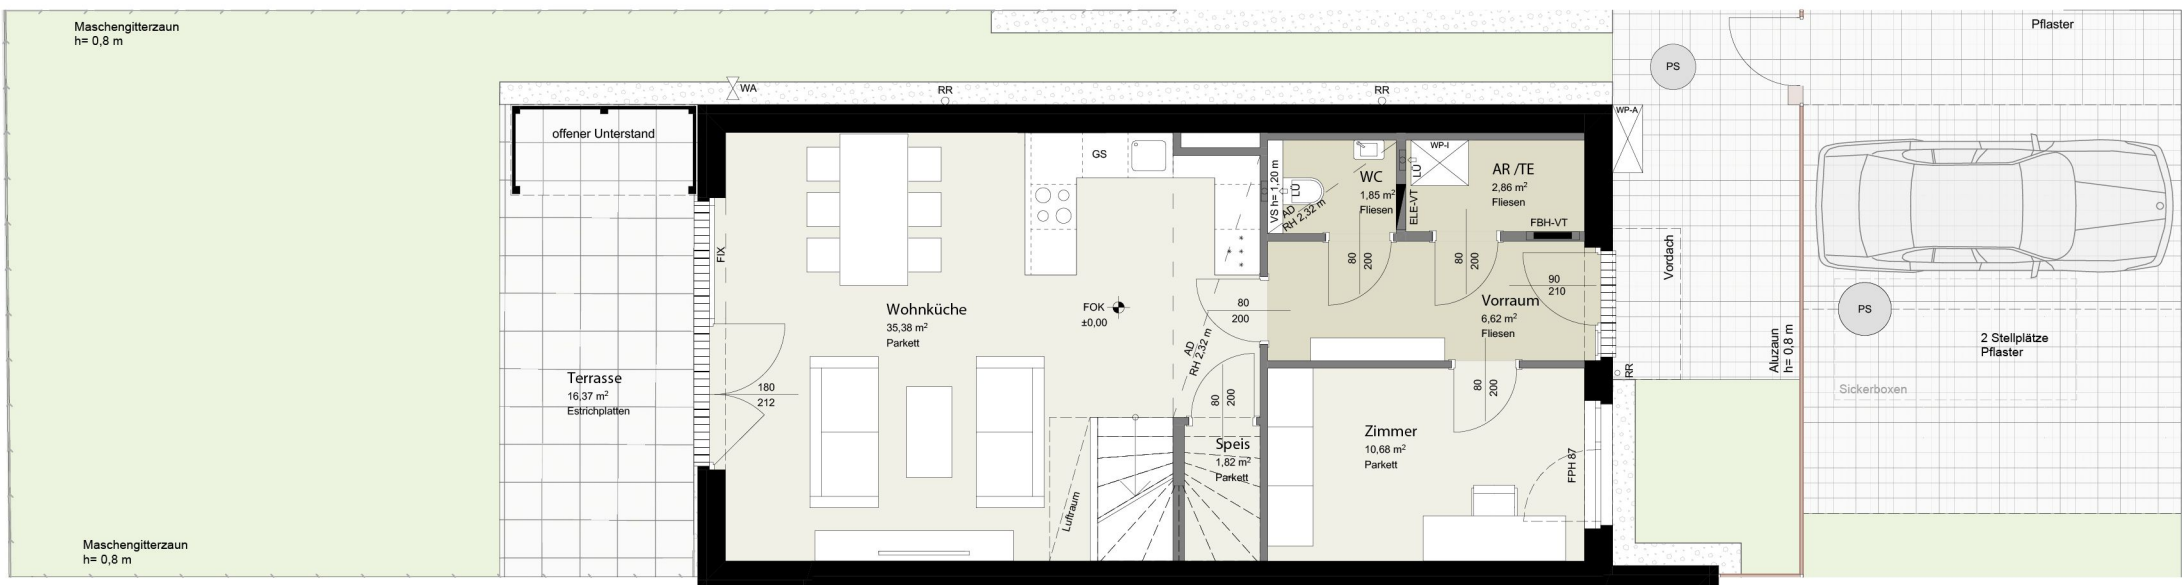 Maschengitterzaun
h= 0,8 m
Pflaster
PS
WA
RR
RR
WP-A
offener Unterstand
GS
VS h= 1,20 m
LÜ
AD
RH 2,32 m
WC
1,85 m²
Fliesen
ELE-VT
LÜ
WP-I
AR /TE
2,86 m²
Fliesen
FBH-VT
Vordach
FIX
80
200
80
200
90
210
Wohnküche
35,38 m²
Parkett
FOK
±0,00
80
200
Vorraum
6,62 m²
Fliesen
PS
AD
RH 2,32 m
Aluzaun
h= 0,8 m
2 Stellplätze
Pflaster
Sickerboxen
Terrasse
16,37 m²
Estrichplatten
180
212
80
200
80
200
RR
Speis
1,82 m²
Parkett
Zimmer
10,68 m²
Parkett
FPH 87
Luftraum
Maschengitterzaun
h= 0,8 m